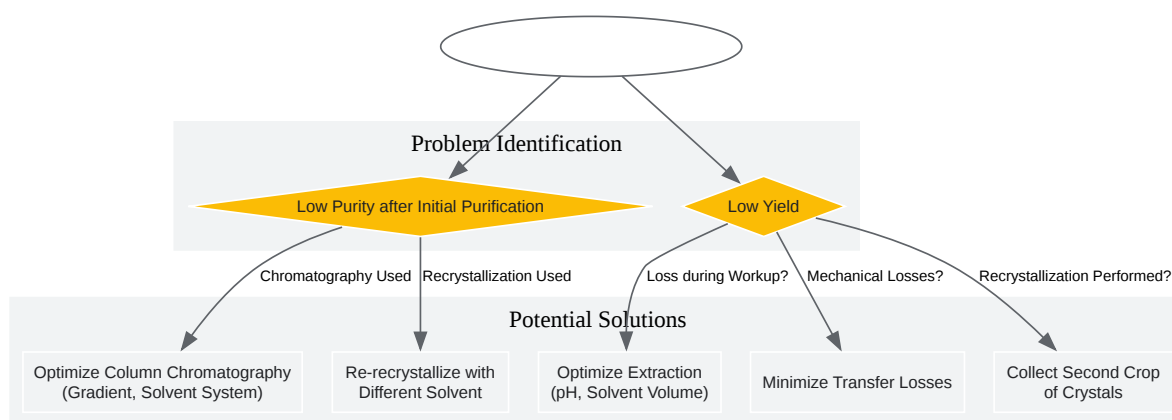 Problem Identification
Low Purity after Initial Purification
Low Yield
Chromatography Used
Recrystallization Used
Loss during Workup?
Mechanical Losses?
Recrystallization Performed?
Potential Solutions
Optimize Column Chromatography
(Gradient, Solvent System)
Re-recrystallize with
Different Solvent
Optimize Extraction
(pH, Solvent Volume)
Minimize Transfer Losses
Collect Second Crop
of Crystals